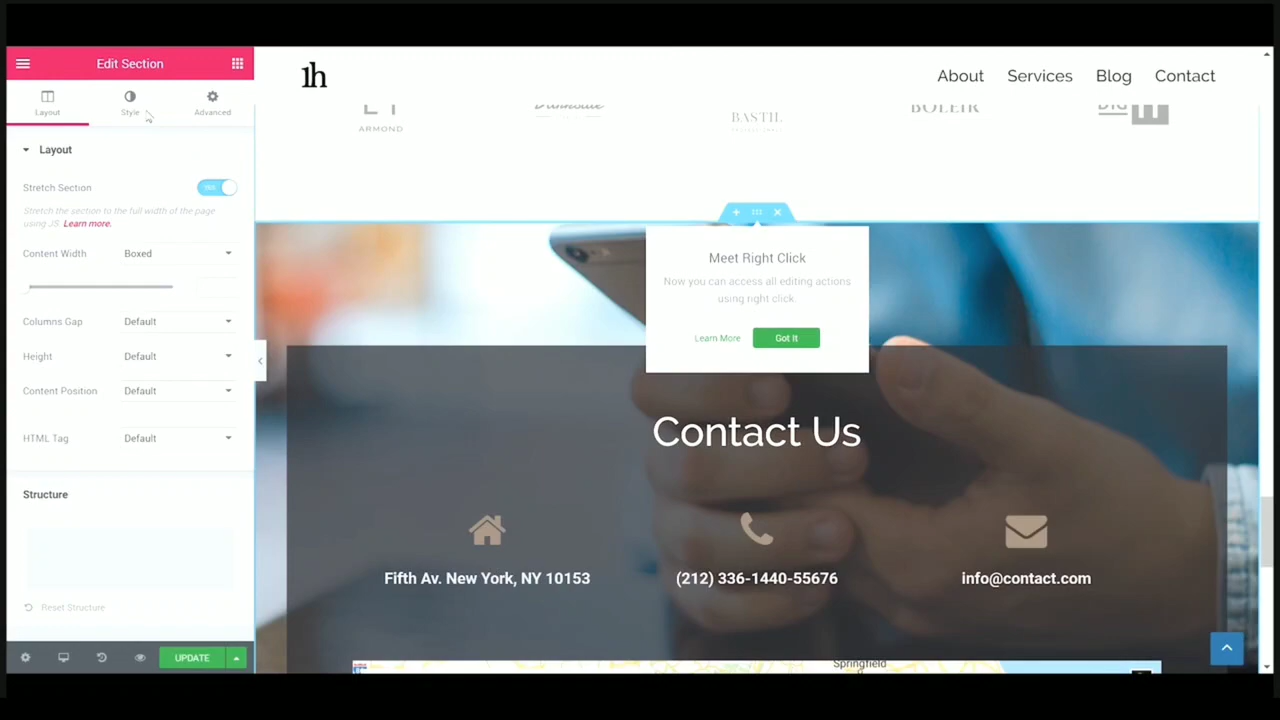 Edit Section
Layout
Style
Advanced
Layout
Stretch Section
YES
Stretch the section to the full width of the page
using JS. Learn more.
Content Width
Boxed
Columns Gap
Default
Height
Default
Content Position
Default
HTML Tag
Default
Structure
Reset Structure
UPDATE
1h
About
Services
Blog
Contact
ARMOND
BASTIL
BOLEIR
Meet Right Click
Now you can access all editing actions
using right click.
Learn More
Got It
Contact Us
Fifth Av. New York, NY 10153
(212) 336-1440-55676
info@contact.com
Springfield